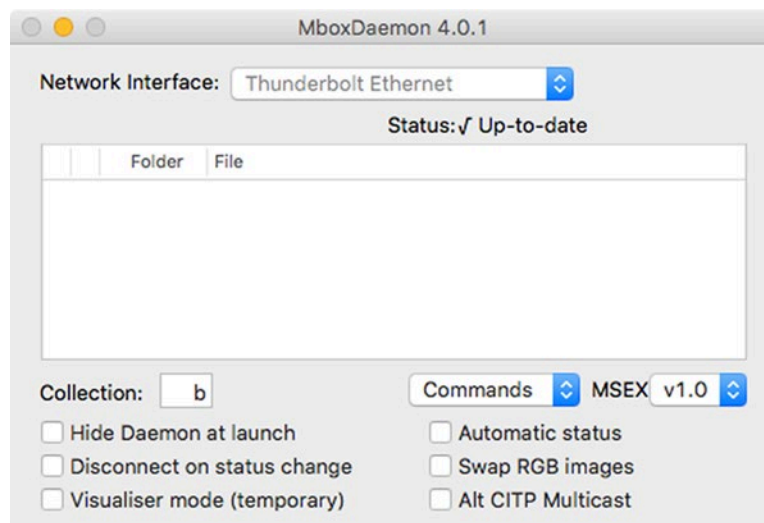 MboxDaemon 4.0.1
Network Interface: Thunderbolt Ethernet
Status:√ Up-to-date
Folder File
Collection: b Commands MSEX v1.0
Hide Daemon at launch Automatic status
Disconnect on status change Swap RGB images
Visualiser mode (temporary) Alt CITP Multicast